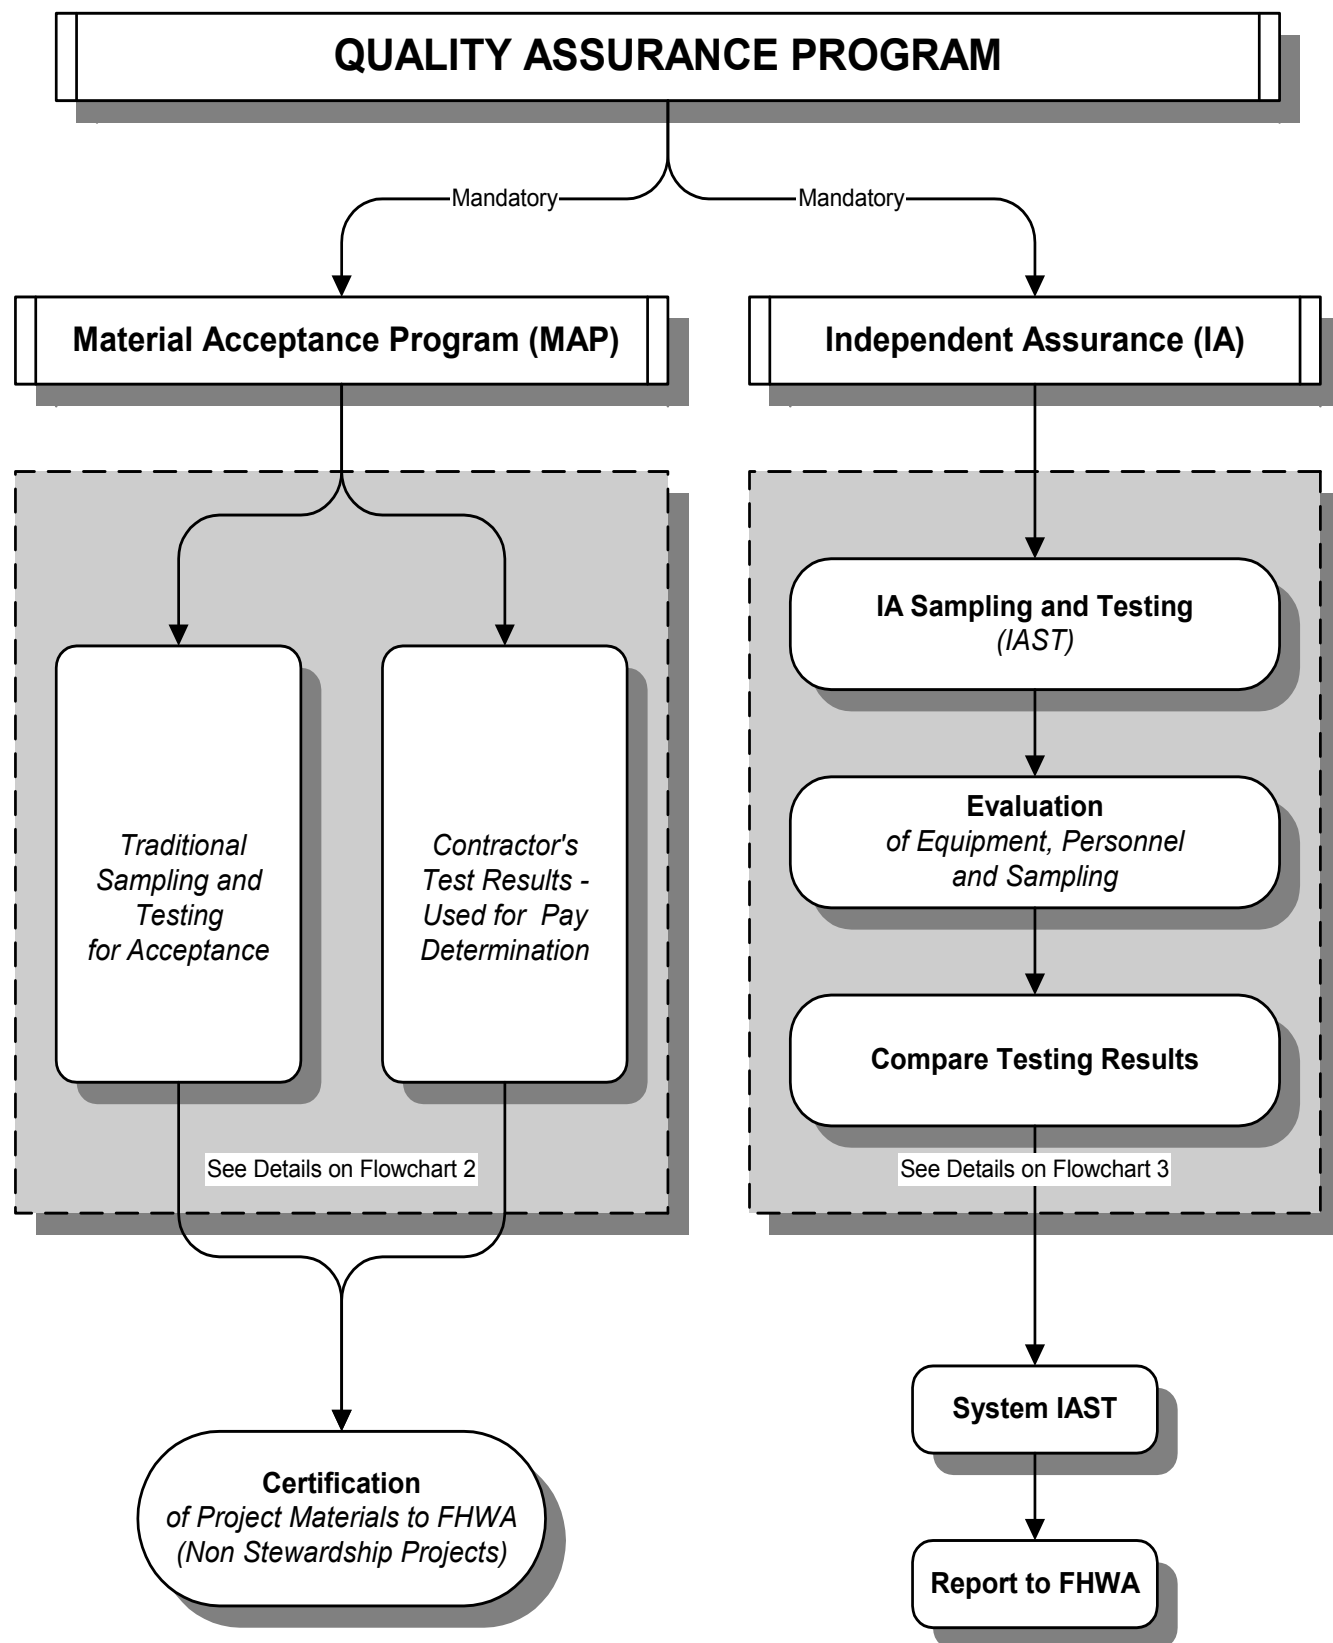 QUALITY ASSURANCE PROGRAM
Mandatory
Mandatory
Material Acceptance Program (MAP)
Independent Assurance (IA)
Traditional
Sampling and
Testing
for Acceptance
Contractor's
Test Results -
Used for  Pay
Determination
See Details on Flowchart 2
IA Sampling and Testing
(IAST)
Evaluation
of Equipment, Personnel
and Sampling
Compare Testing Results
See Details on Flowchart 3
Certification
of Project Materials to FHWA
(Non Stewardship Projects)
System IAST
Report to FHWA